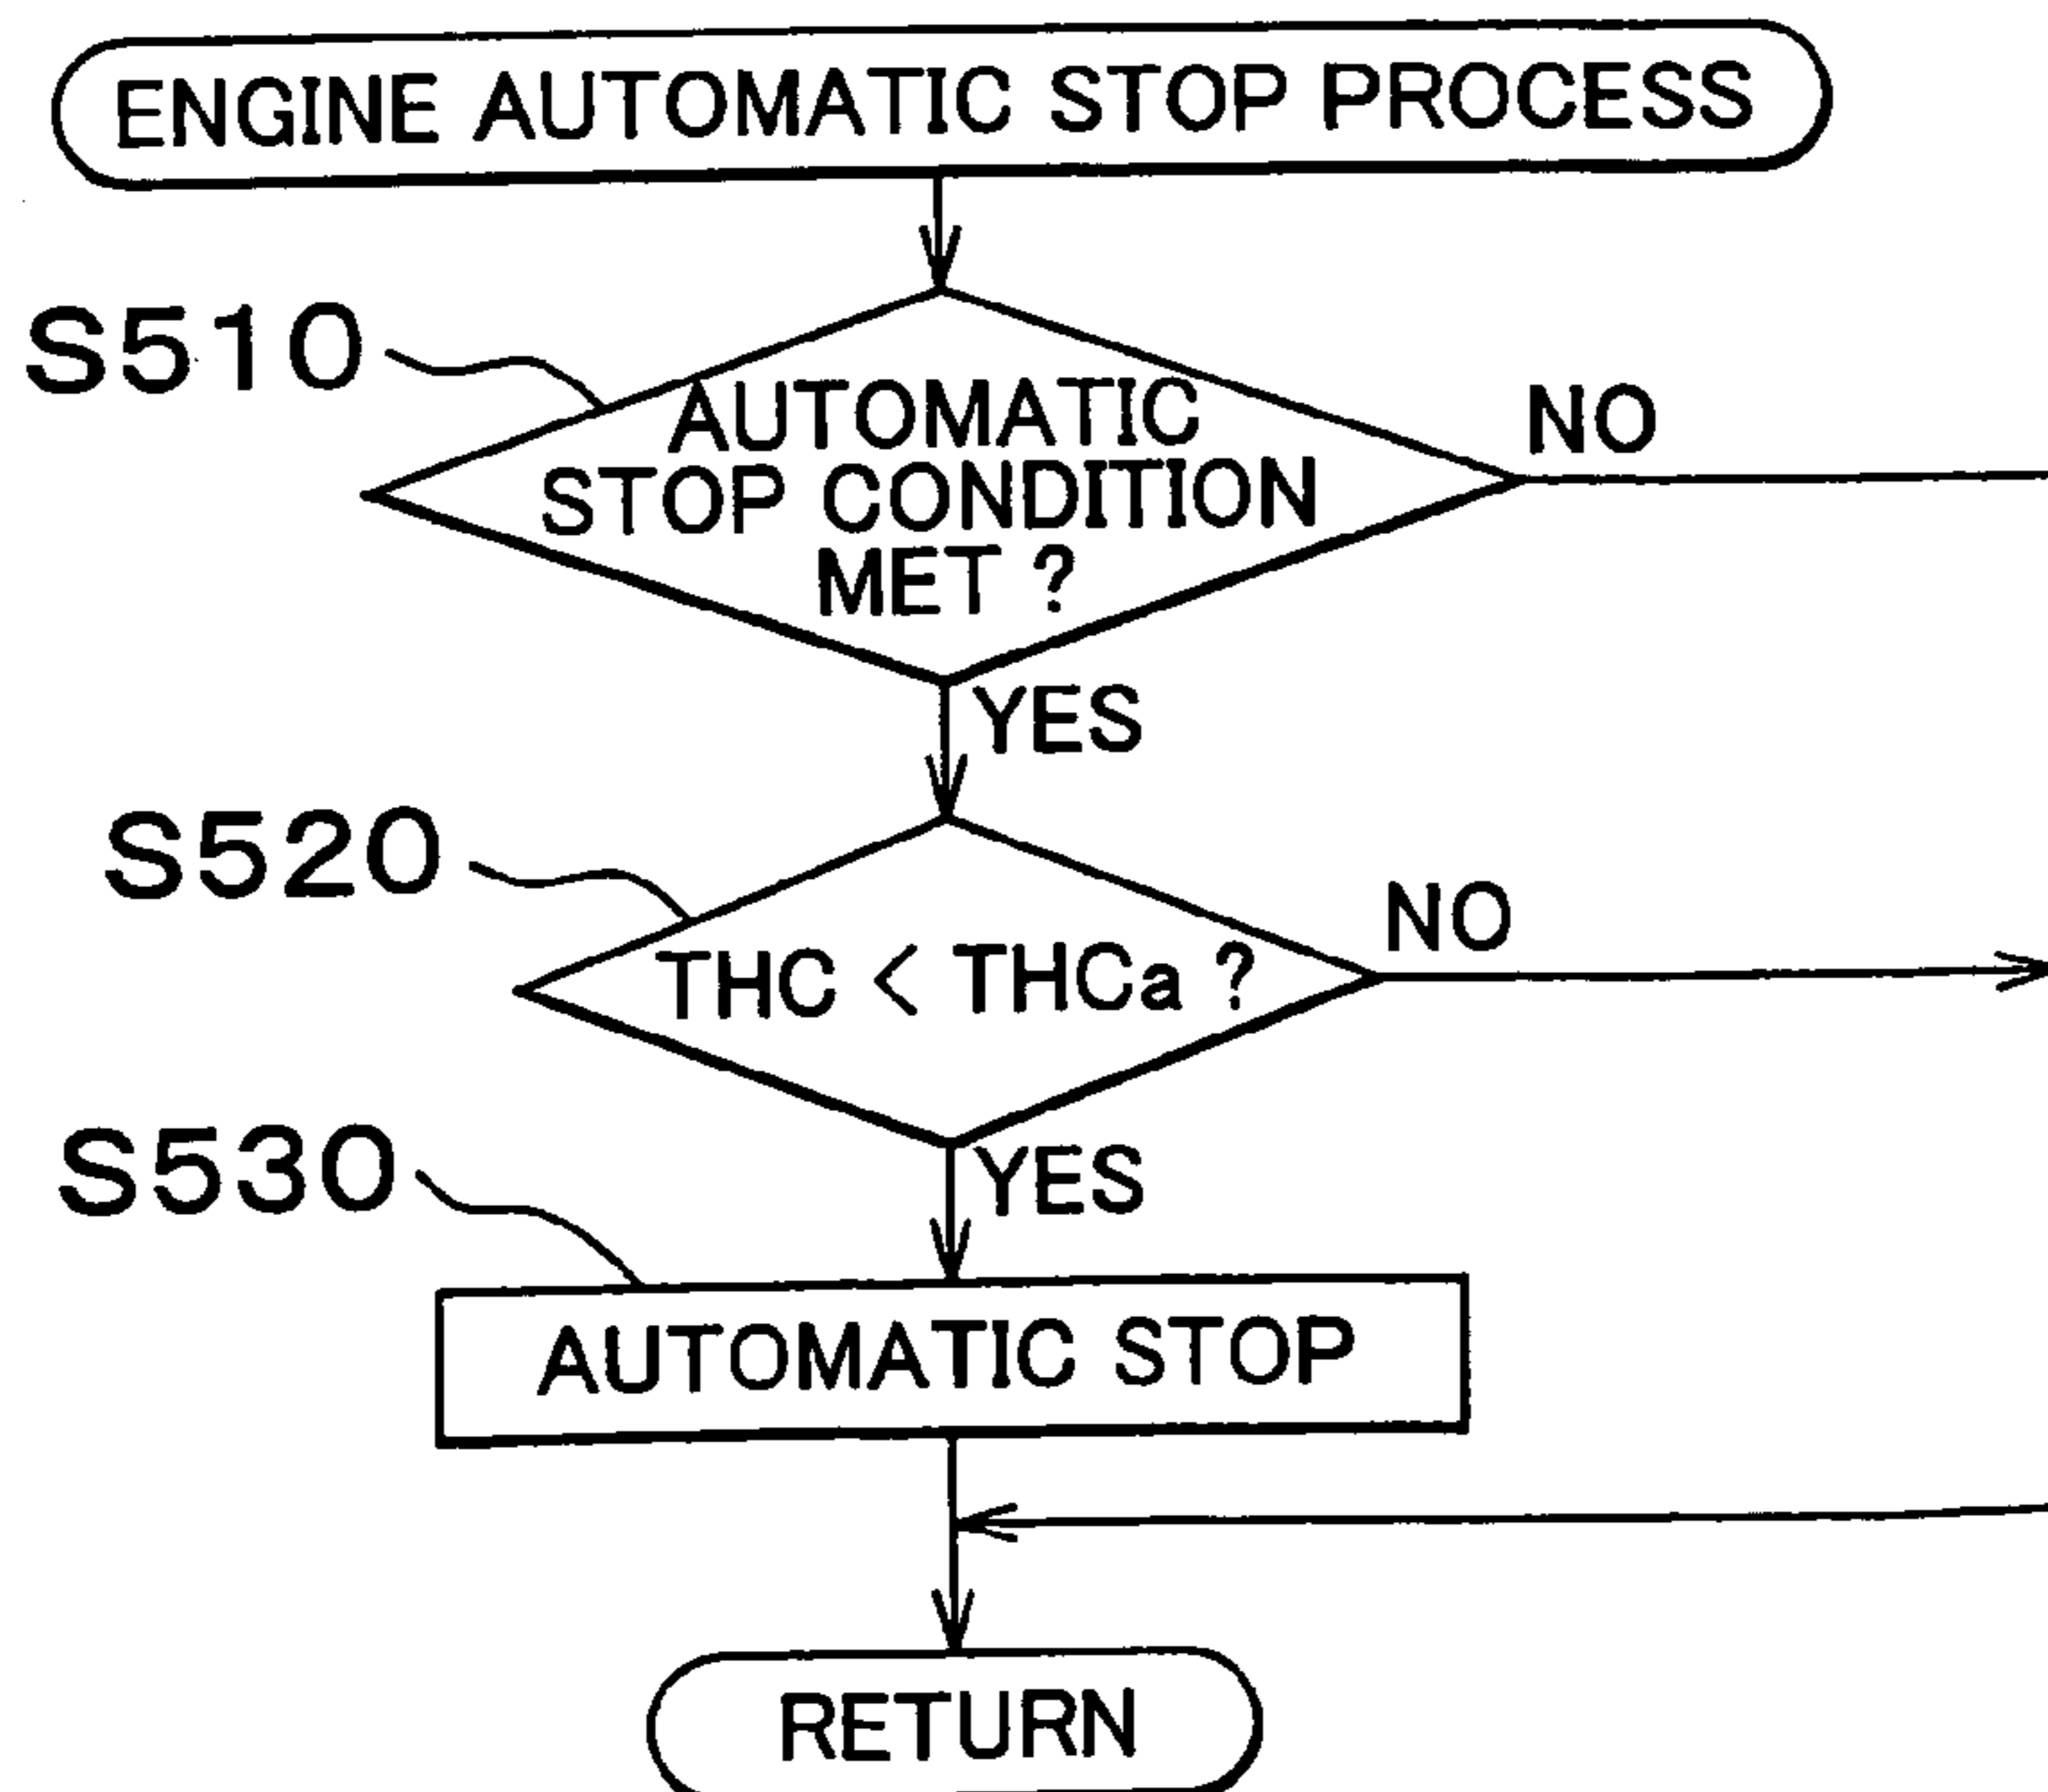 ENGINE AUTOMATIC STOP PROCESS
S510
AUTOMATIC
STOP CONDITION
MET ?
NO
YES
S520
THC < THCa ?
NO
YES
S530
AUTOMATIC STOP
RETURN